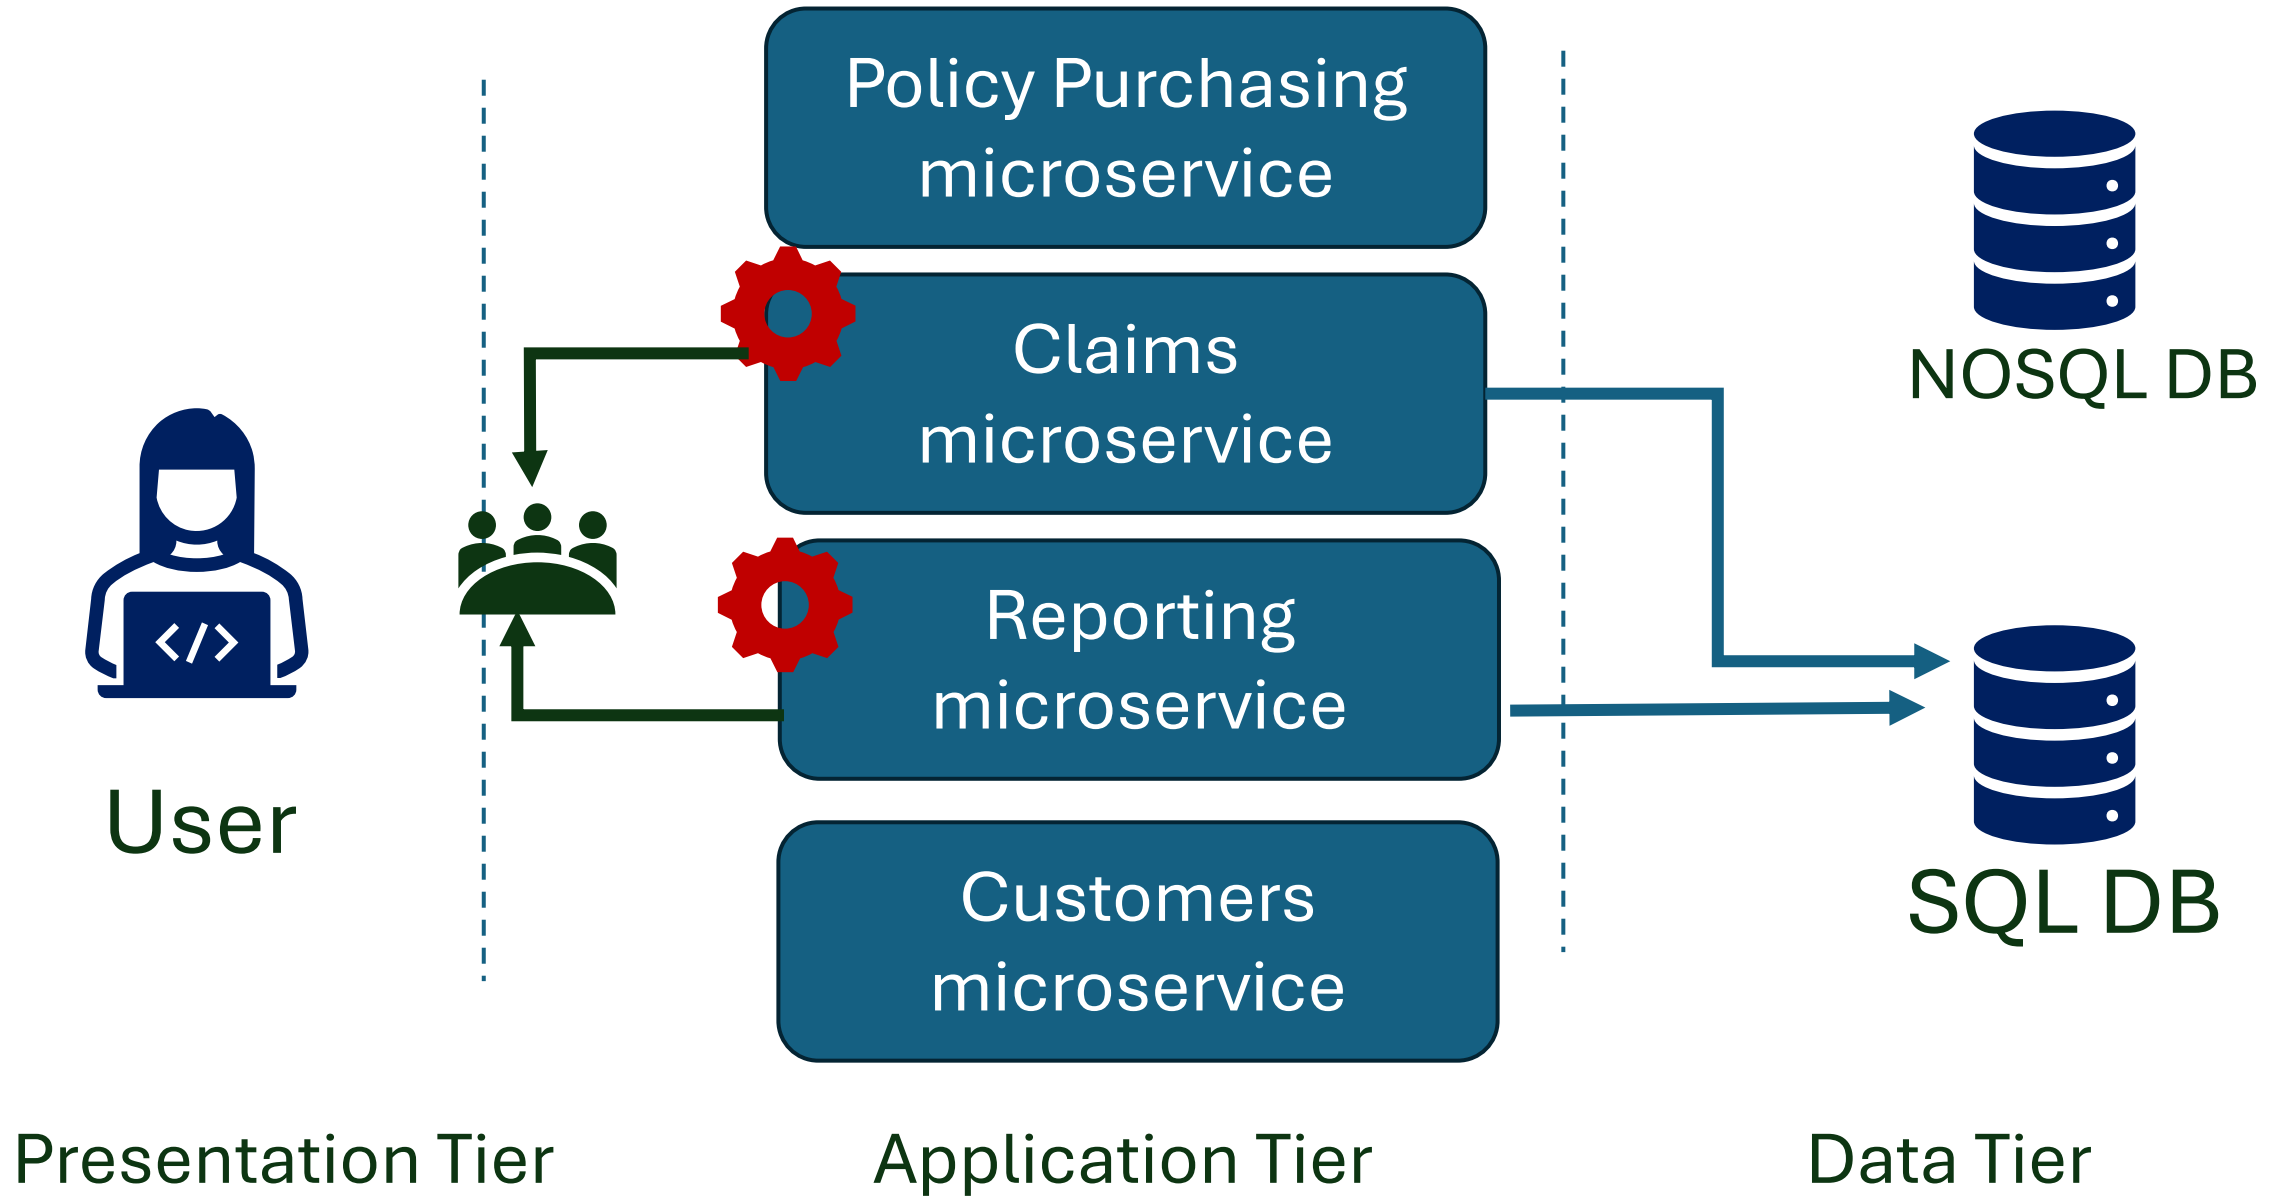 Policy Purchasing
microservice
Claims
microservice
Reporting
microservice
Customers
microservice
</>
User
NOSQL DB
SQL DB
Presentation Tier
Application Tier
Data Tier